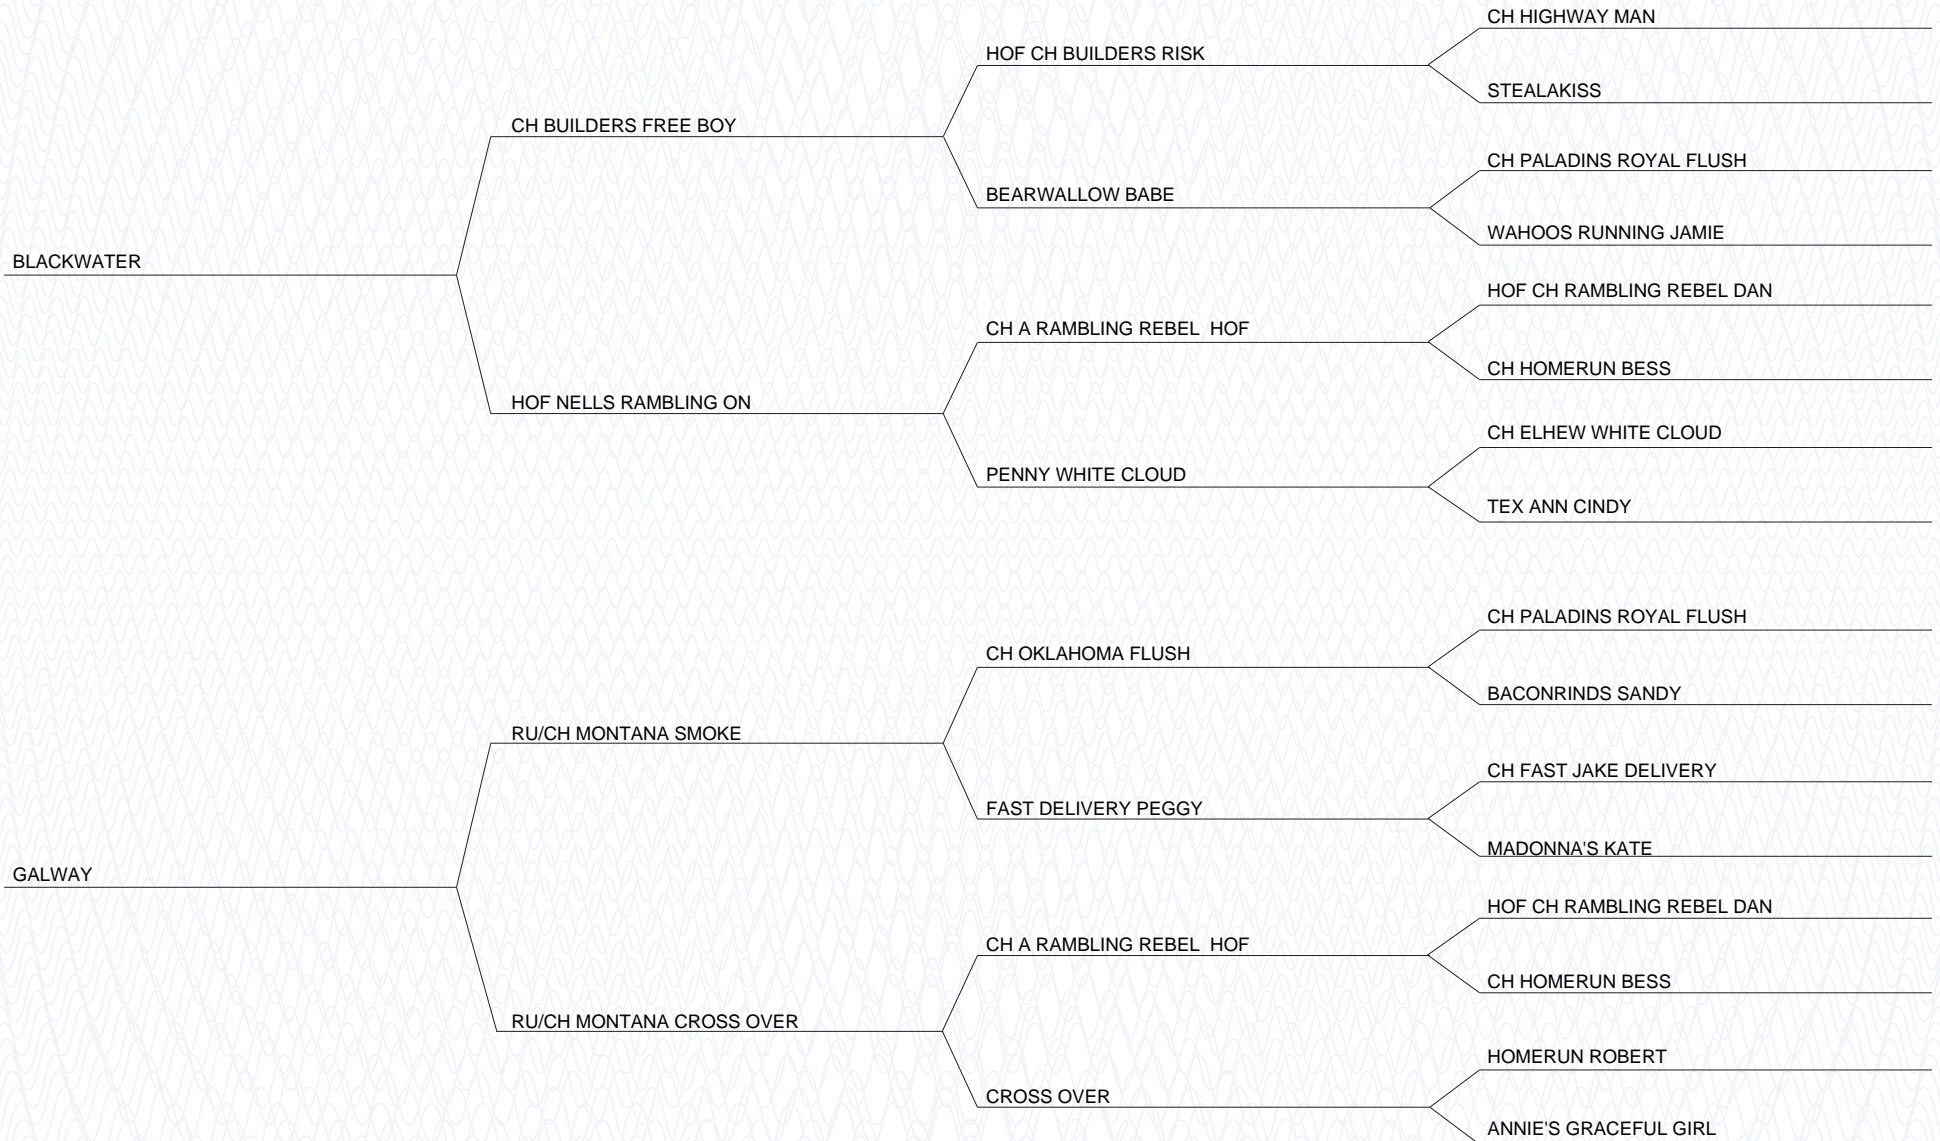 CH HIGHWAY MAN
HOF CH BUILDERS RISK
STEALAKISS
CH BUILDERS FREE BOY
CH PALADINS ROYAL FLUSH
BEARWALLOW BABE
WAHOOS RUNNING JAMIE
BLACKWATER
HOF CH RAMBLING REBEL DAN
CH A RAMBLING REBEL  HOF
CH HOMERUN BESS
HOF NELLS RAMBLING ON
CH ELHEW WHITE CLOUD
PENNY WHITE CLOUD
TEX ANN CINDY
CH PALADINS ROYAL FLUSH
CH OKLAHOMA FLUSH
BACONRINDS SANDY
RU/CH MONTANA SMOKE
CH FAST JAKE DELIVERY
FAST DELIVERY PEGGY
MADONNA'S KATE
GALWAY
HOF CH RAMBLING REBEL DAN
CH A RAMBLING REBEL  HOF
CH HOMERUN BESS
RU/CH MONTANA CROSS OVER
HOMERUN ROBERT
CROSS OVER
ANNIE'S GRACEFUL GIRL